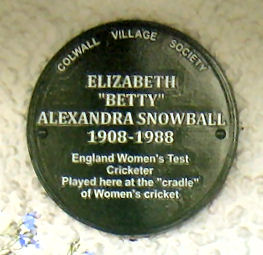 COLWALL VILLAGE SOCIETY
ELIZABETH
"BETTY"
ALEXANDRA SNOWBALL
1908-1988
England Women's Test
Cricketer
Played here at the "cradle"
of Women's cricket